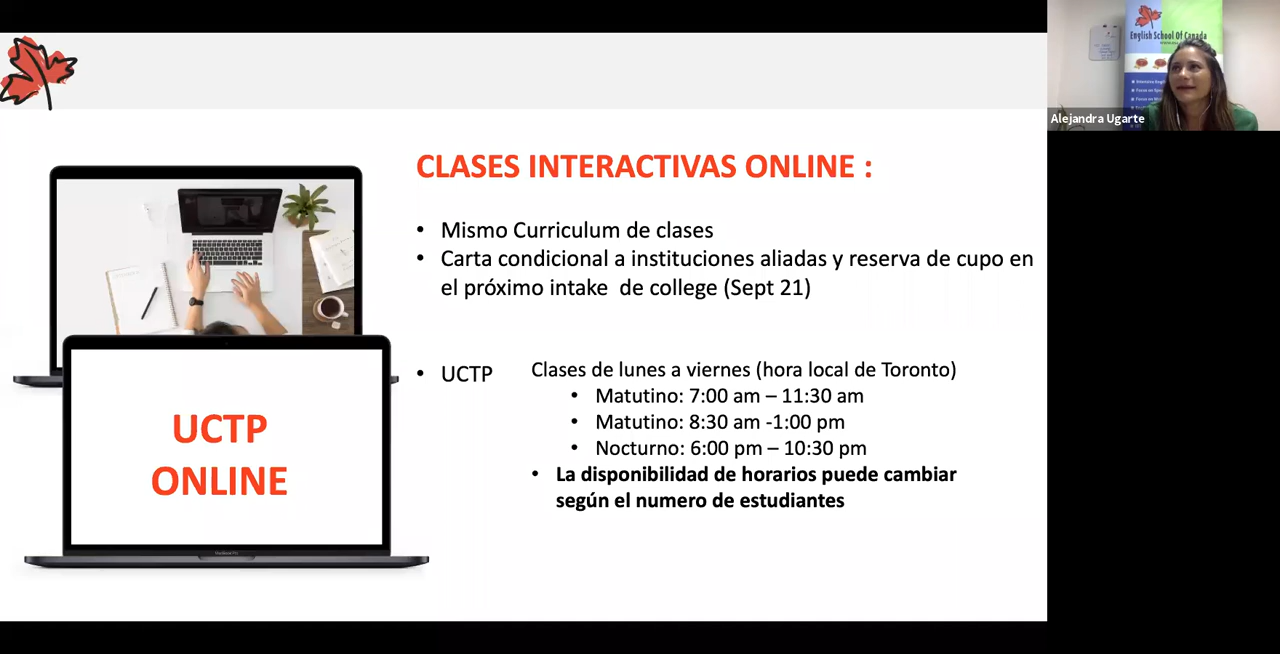 CLASES INTERACTIVAS ONLINE :
• Mismo Curriculum de clases
• Carta condicional a instituciones aliadas y reserva de cupo en
el próximo intake de college (Sept 21)
• UCTP
Clases de lunes a viernes (hora local de Toronto)
• Matutino: 7:00 am – 11:30 am
• Matutino: 8:30 am -1:00 pm
• Nocturno: 6:00 pm – 10:30 pm
• La disponibilidad de horarios puede cambiar
según el numero de estudiantes
UCTP
ONLINE
MacBook Pro
English School Of Canada
Alejandra Ugarte